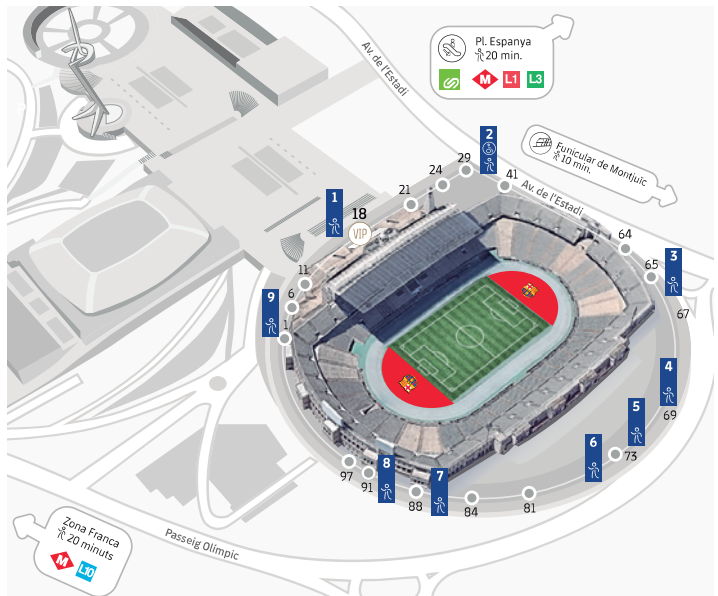 Av. de l'Estadi
Pl. Espanya
20 min.
M
L1
L3
2
29
24
41
Funicular de Montjuïc
10 min.
Av. de l'Estadi
1
21
18
VIP
64
3
65
11
9
6
67
1
4
5
69
6
73
97
8
91
7
88
84
81
Zona Franca
20 minuts
M
L10
Passeig Olímpic